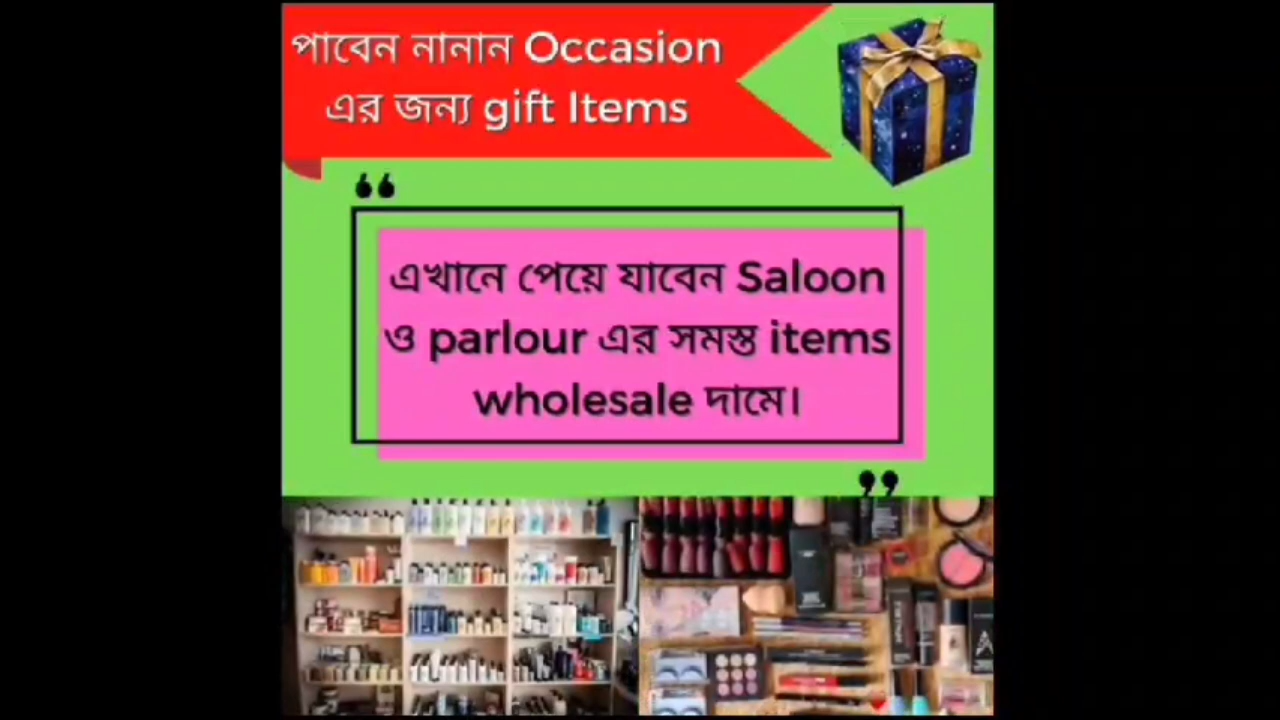 পাবেন নানান Occasion
এর জন্য gift Items
এখানে পেয়ে যাবেন Saloon
ও parlour এর সমস্ত items
wholesale দামে।